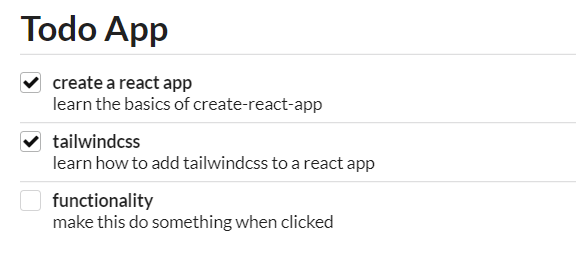 Todo App
create a react app
learn the basics of create-react-app
tailwindcss
learn how to add tailwindcss to a react app
functionality
make this do something when clicked